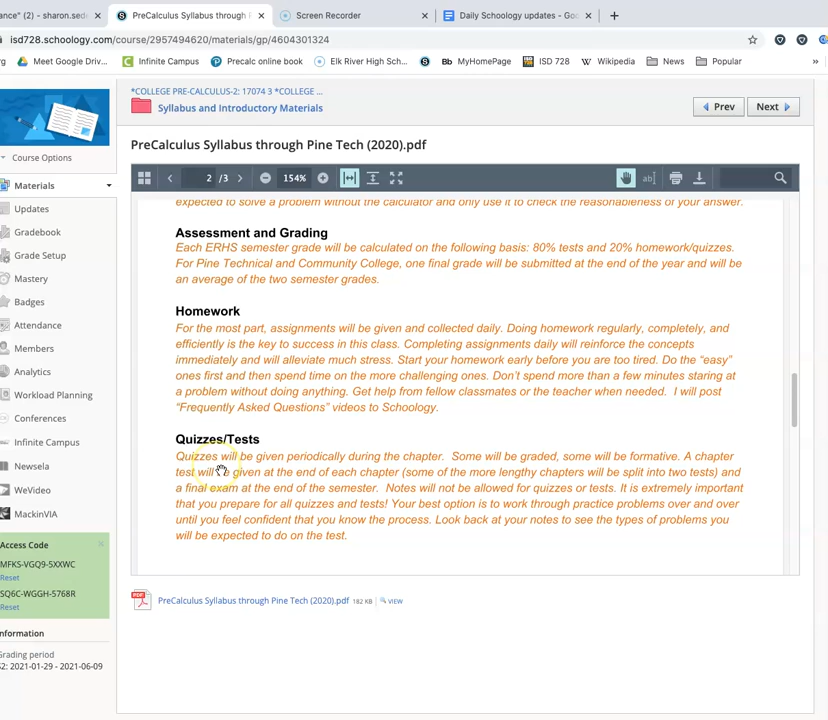 ance" (2) - sharon.sede
PreCalculus Syllabus through
Screen Recorder
Daily Schoology updates - Goo
isd728.schoology.com/course/2957494620/materials/gp/4604301324
Meet Google Driv...
Infinite Campus
Precalc online book
Elk River High Sch...
MyHomePage
ISD 728
Wikipedia
News
Popular
Course Options
Materials
Updates
Gradebook
Grade Setup
Mastery
Badges
Attendance
Members
Analytics
Workload Planning
Conferences
Infinite Campus
Newsela
WeVideo
MackinVIA
Access Code
MFKS-VGQ9-5XXWC
Reset
SQ6C-WGGH-5768R
Reset
Information
Grading period
S2: 2021-01-29 - 2021-06-09
*COLLEGE PRE-CALCULUS-2: 17074 3 *COLLEGE ...
Syllabus and Introductory Materials
Prev
Next
PreCalculus Syllabus through Pine Tech (2020).pdf
2 /3
154%
expected to solve a problem without the calculator and only use it to check the reasonableness of your answer.
Assessment and Grading
Each ERHS semester grade will be calculated on the following basis: 80% tests and 20% homework/quizzes.
For Pine Technical and Community College, one final grade will be submitted at the end of the year and will be
an average of the two semester grades.
Homework
For the most part, assignments will be given and collected daily. Doing homework regularly, completely, and
efficiently is the key to success in this class. Completing assignments daily will reinforce the concepts
immediately and will alleviate much stress. Start your homework early before you are too tired. Do the “easy”
ones first and then spend time on the more challenging ones. Don’t spend more than a few minutes staring at
a problem without doing anything. Get help from fellow classmates or the teacher when needed. I will post
“Frequently Asked Questions” videos to Schoology.
Quizzes/Tests
Quizzes will be given periodically during the chapter. Some will be graded, some will be formative. A chapter
test will be given at the end of each chapter (some of the more lengthy chapters will be split into two tests) and
a final exam at the end of the semester. Notes will not be allowed for quizzes or tests. It is extremely important
that you prepare for all quizzes and tests! Your best option is to work through practice problems over and over
until you feel confident that you know the process. Look back at your notes to see the types of problems you
will be expected to do on the test.
PreCalculus Syllabus through Pine Tech (2020).pdf 182 KB VIEW